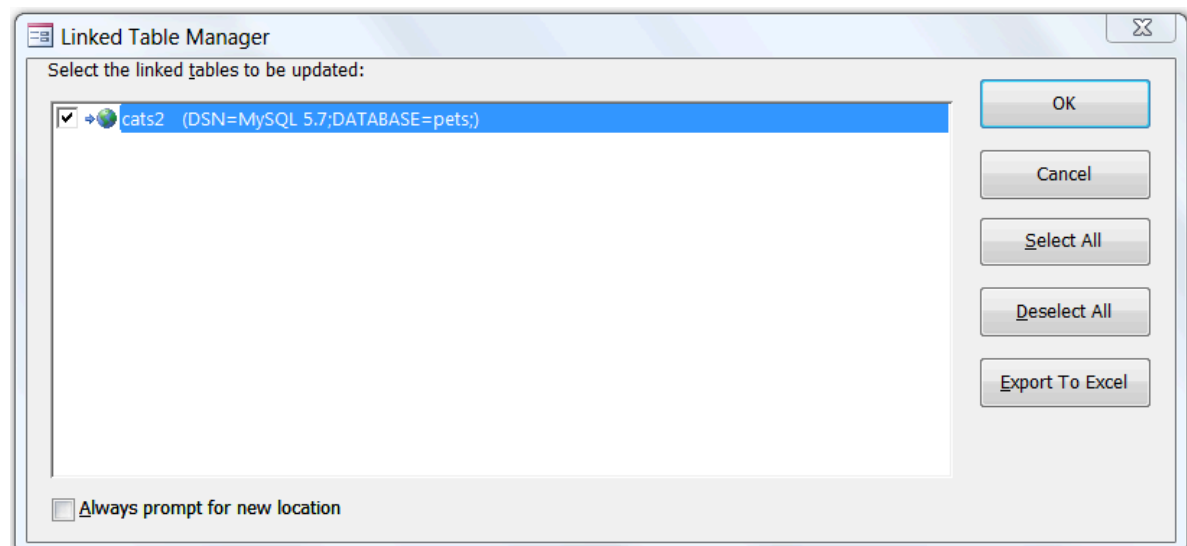 Linked Table Manager
Select the linked tables to be updated:
cats2 (DSN=MySQL 5.7;DATABASE=pets;)
OK
Cancel
Select All
Deselect All
Export To Excel
Always prompt for new location